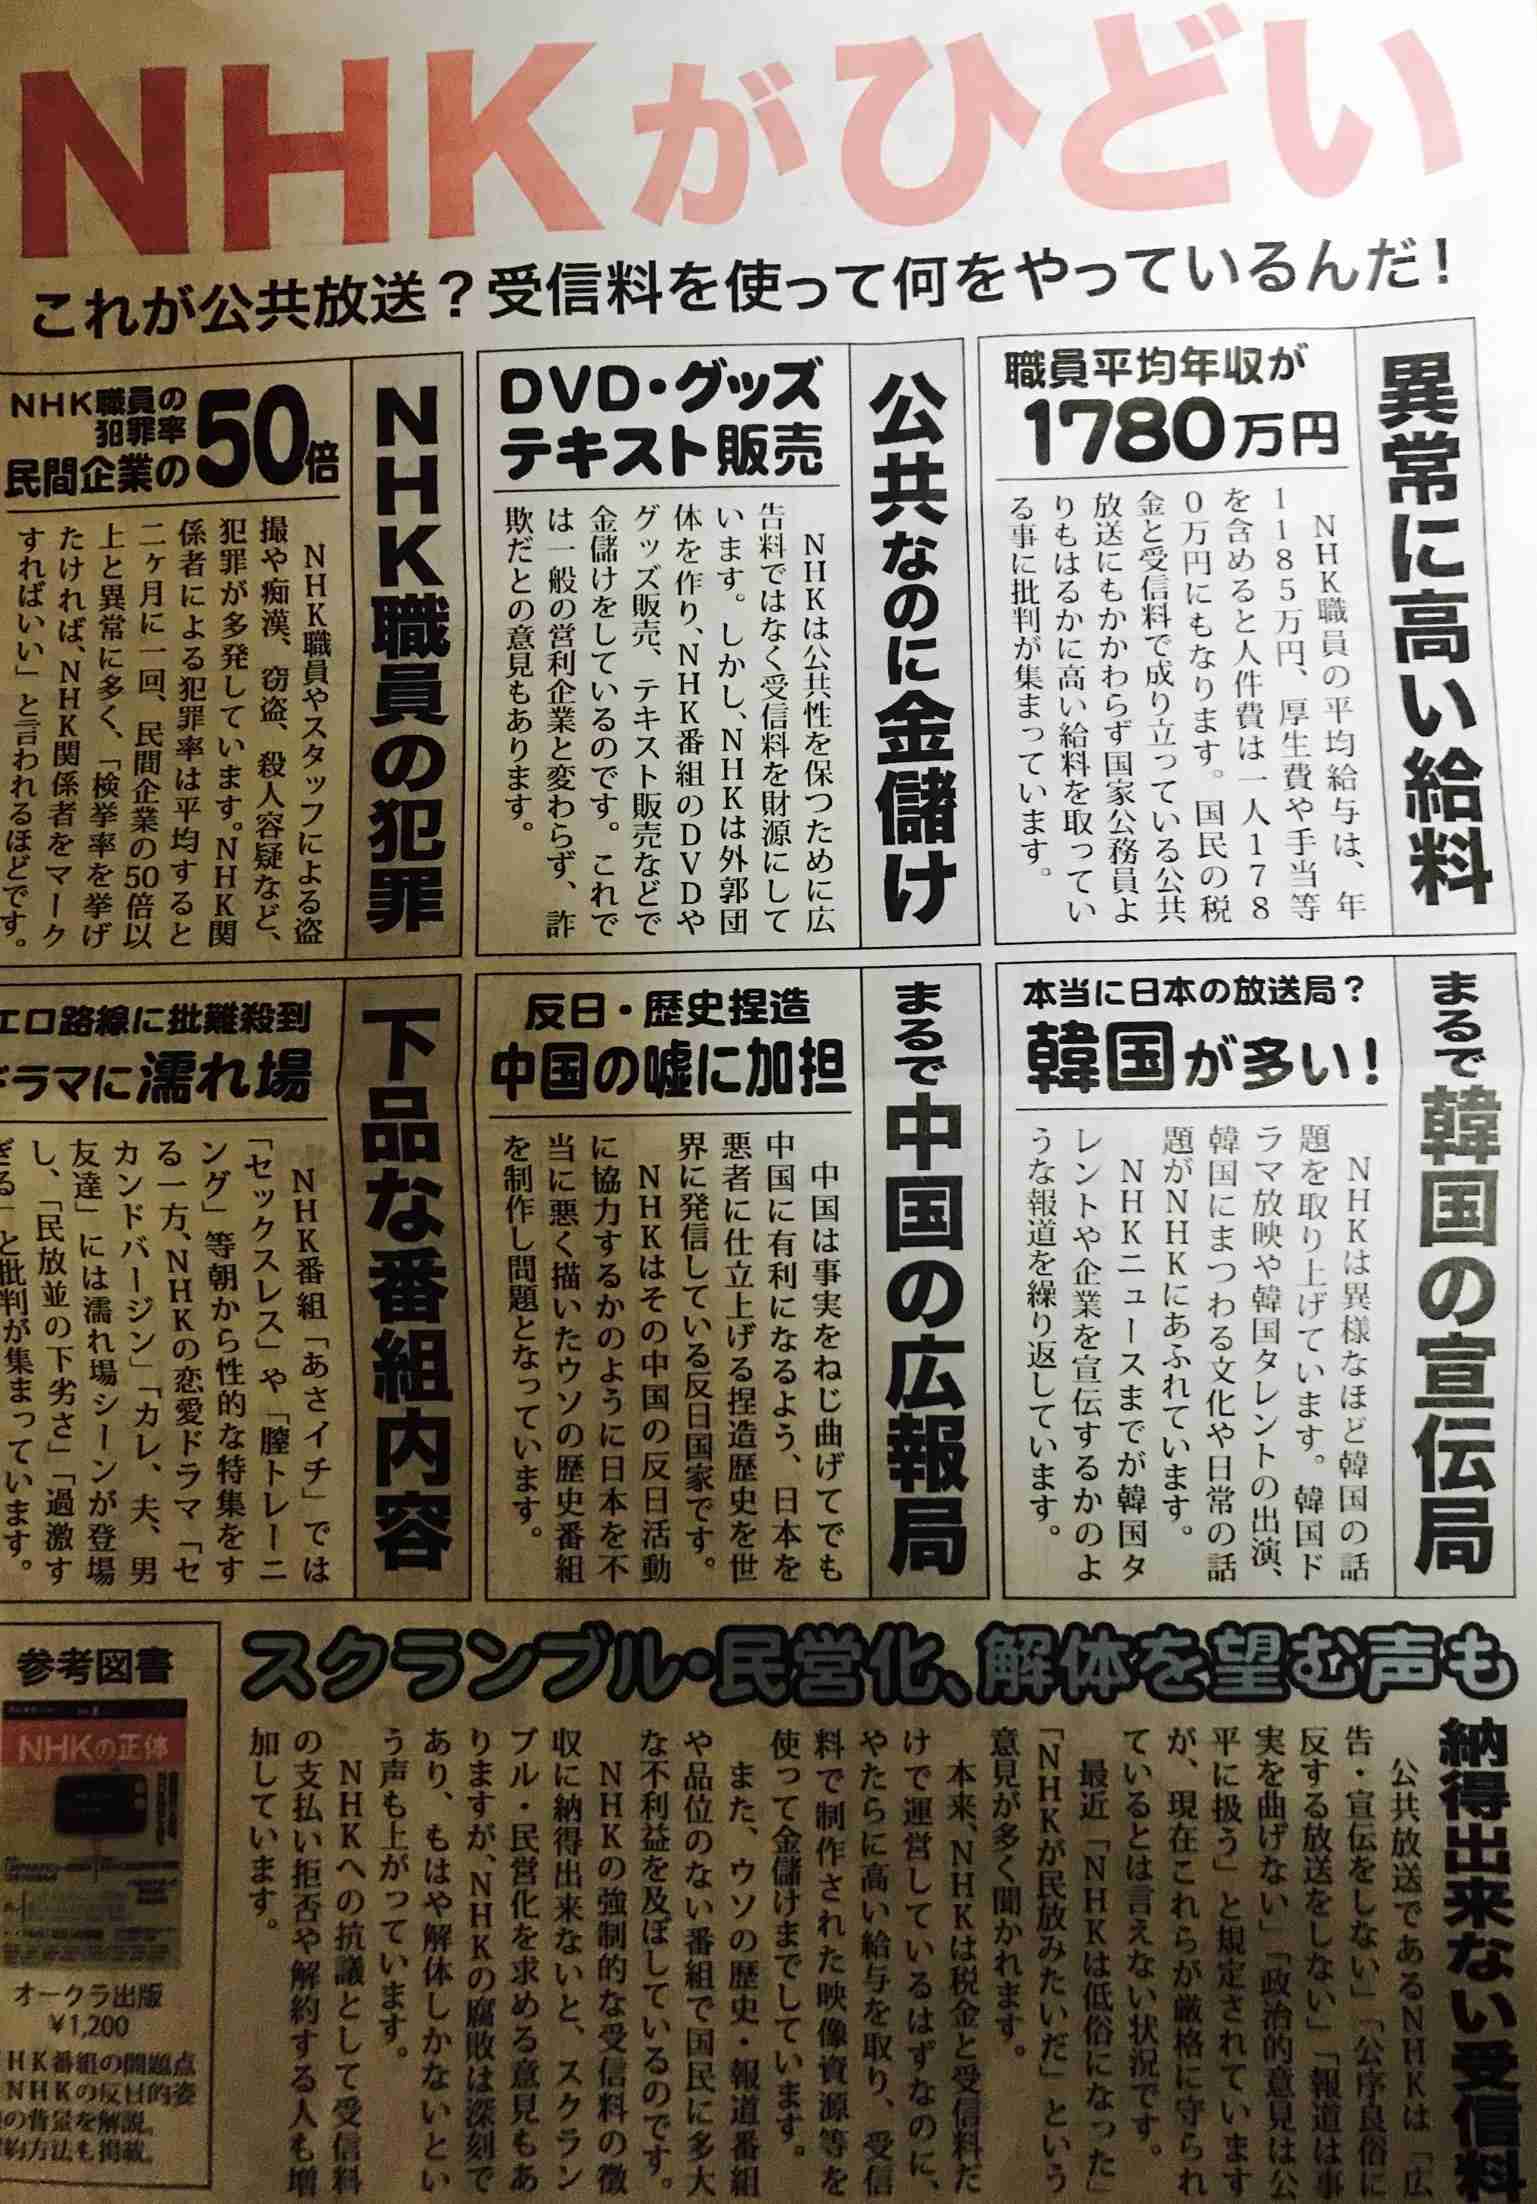 NHKがひどい
これが公共放送？受信料を使って何をやっているんだ！
異常に高い給料
職員平均年収が
1780万円
NHK職員の平均給与は、年
1185万円、厚生費や手当等
を含めると人件費は一人178
0万円にもなります。国民の税
金と受信料で成り立っている公共
放送にもかかわらず国家公務員よ
りもはるかに高い給料を取ってい
る事に批判が集まっています。
公共なのに金儲け
DVD・グッズ
テキスト販売
NHKは公共性を保つために広
告料ではなく受信料を財源にして
います。しかし、NHKは外郭団
体を作り、NHK番組のDVDや
グッズ販売、テキスト販売などで
金儲けをしているのです。これで
は一般の営利企業と変わらず、詐
欺だとの意見もあります。
NHK職員の犯罪
NHK職員の
犯罪率
民間企業の50倍
NHK職員やスタッフによる盗
撮や痴漢、窃盗、殺人容疑など、
犯罪が多発しています。NHK関
係者による犯罪率は平均すると
二ヶ月に一回、民間企業の50倍以
上と異常に多く、「検挙率を挙げ
たければ、NHK関係者をマーク
すればいい」と言われるほどです。
まるで韓国の宣伝局
本当に日本の放送局？
韓国が多い！
NHKは異様なほど韓国の話
題を取り上げています。韓国ド
ラマ放映や韓国タレントの出演、
韓国にまつわる文化や日常の話
題がNHKにあふれています。
NHKニュースまでが韓国タ
レントや企業を宣伝するかのよ
うな報道を繰り返しています。
まるで中国の広報局
反日・歴史捏造
中国の嘘に加担
中国は事実をねじ曲げてでも
中国に有利になるよう、日本を
悪者に仕立上げる捏造歴史を世
界に発信している反日国家です。
NHKはその中国の反日活動
に協力するかのように日本を不
当に悪く描いたウソの歴史番組
を制作し問題となっています。
下品な番組内容
エロ路線に批難殺到
ドラマに濡れ場
NHK番組「あさイチ」では
「セックスレス」や「膣トレーニ
ング」等朝から性的な特集をす
る一方、NHKの恋愛ドラマ「セ
カンドバージン」「カレ、夫、男
友達」には濡れ場シーンが登場
し、「民放並の下劣さ」「過激す
ぎる」と批判が集まっています。
スクランブル・民営化、解体を望む声も
納得出来ない受信料
公共放送であるNHKは「広
告・宣伝をしない」「公序良俗に
反する放送をしない」「報道は事
実を曲げない」「政治的意見は公
平に扱う」と規定されています
が、現在これらが厳格に守られ
ているとは言えない状況です。
最近「NHKは低俗になった」
「NHKが民放みたいだ」という
意見が多く聞かれます。
本来、NHKは税金と受信料だ
けで運営しているはずなのに、
やたらに高い給与を取り、受信
料で制作された映像資源等を
使って金儲けまでしています。
また、ウソの歴史・報道番組
や品位のない番組で国民に多大
な不利益を及ぼしているのです。
NHKの強制的な受信料の徴
収に納得出来ないと、スクラン
ブル・民営化を求める意見もあ
りますが、NHKの腐敗は深刻で
あり、もはや解体しかないとい
う声も上がっています。
NHKへの抗議として受信料
の支払い拒否や解約する人も増
加しています。
参考図書
NHKの正体
オークラ出版
¥1,200
HK番組の問題点
NHKの反日的姿
の背景を解説。
約方法も掲載。